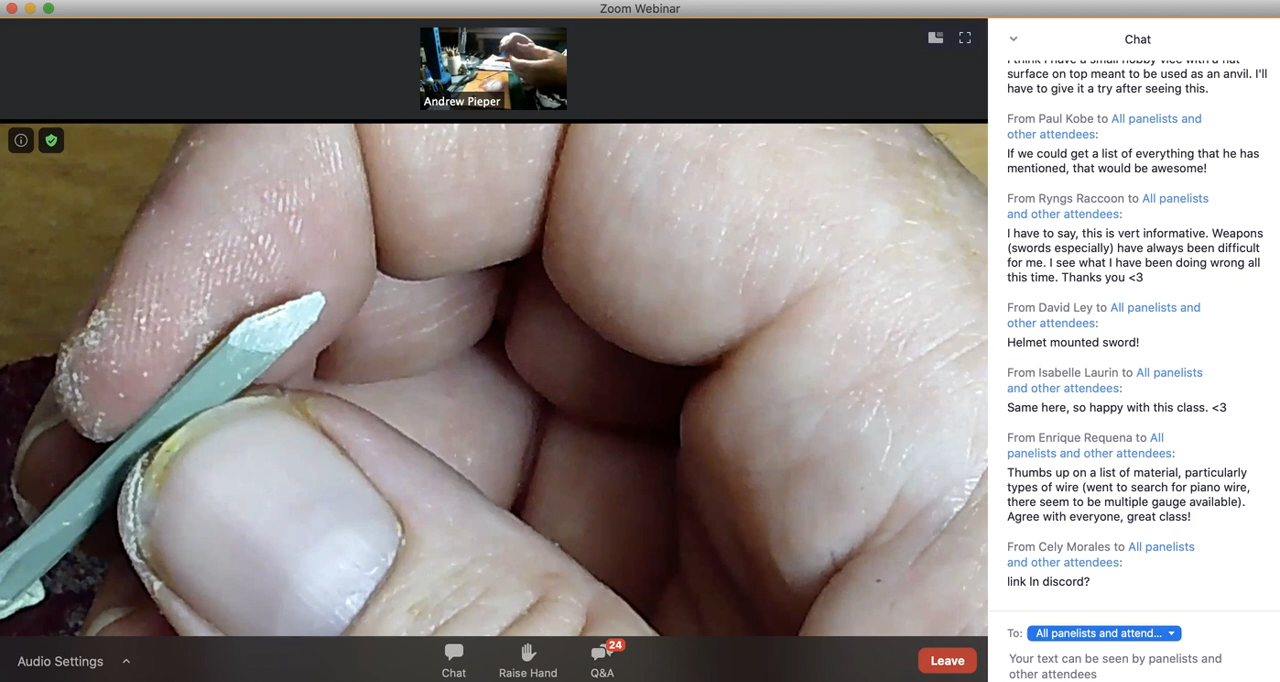 Zoom Webinar
Andrew Pieper
Chat
surface on top meant to be used as an anvil. I'll
have to give it a try after seeing this.
From Paul Kobe to All panelists and
other attendees:
If we could get a list of everything that he has
mentioned, that would be awesome!
From Ryngs Raccoon to All panelists
and other attendees:
I have to say, this is vert informative. Weapons
(swords especially) have always been difficult
for me. I see what I have been doing wrong all
this time. Thanks you <3
From David Ley to All panelists and
other attendees:
Helmet mounted sword!
From Isabelle Laurin to All panelists
and other attendees:
Same here, so happy with this class. <3
From Enrique Requena to All
panelists and other attendees:
Thumbs up on a list of material, particularly
types of wire (went to search for piano wire,
there seem to be multiple gauge available).
Agree with everyone, great class!
From Cely Morales to All panelists
and other attendees:
link In discord?
To: All panelists and attend...
Your text can be seen by panelists and
other attendees
Audio Settings
Chat
Raise Hand
24
Q&A
Leave